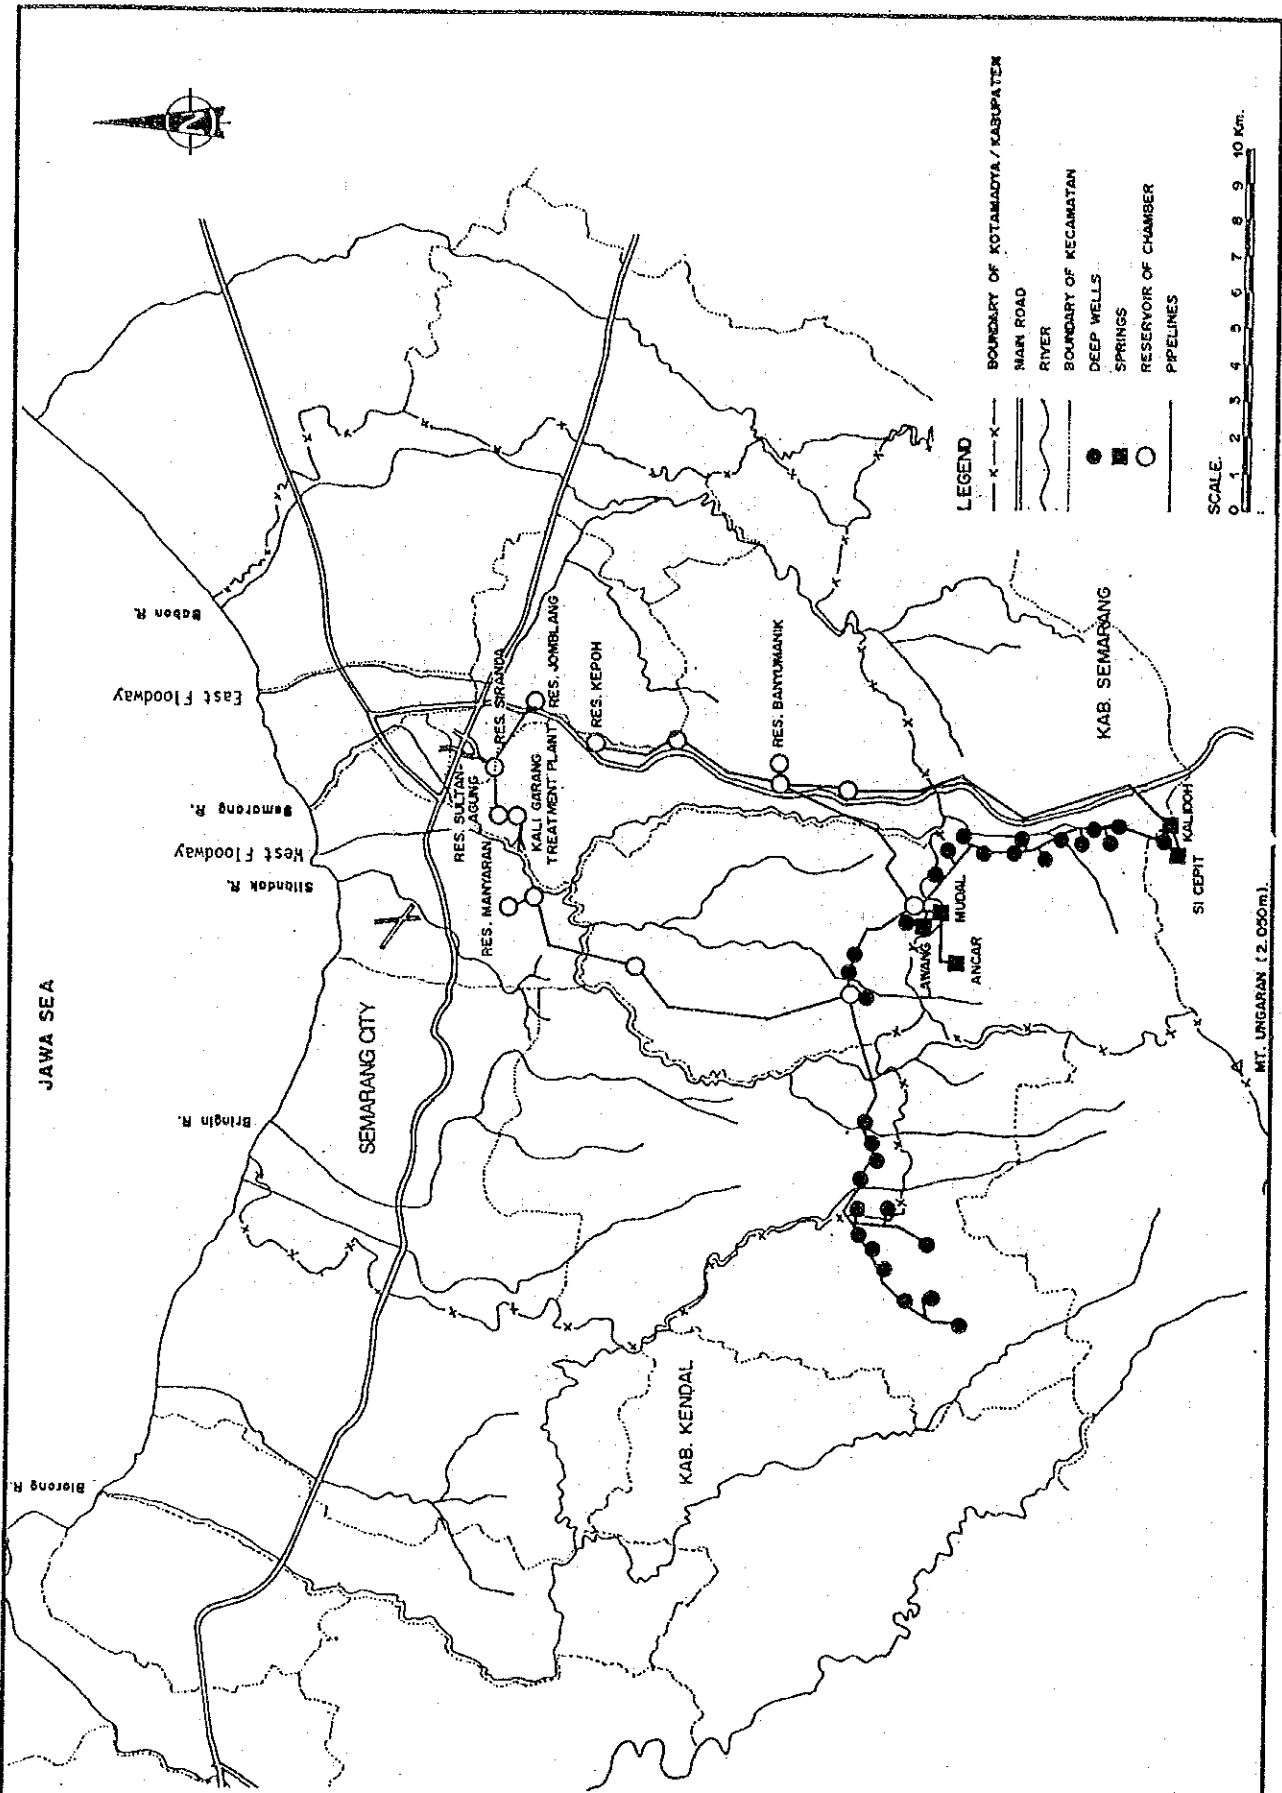 JAWA SEA
N
Blorong R.
Bringin R.
Silandak R.
West Floodway
Semarang R.
East Floodway
Babon R.
SEMARANG CITY
KAB. KENDAL
RES. MANYARAN
RES. SULTAN
AGUNG
KALI GARANG
TREATMENT PLANT
RES. SIRANDA
RES. JOMBLANG
RES. KEPOH
RES. BANYUMANIK
LAWANG
ANCAR
MUDAL
SI CEPIT
KALIDOH
KAB. SEMARANG
MT. UNGARAN (2.050m)
LEGEND
BOUNDARY OF KOTAMADYA / KABUPATEN
MAIN ROAD
RIVER
BOUNDARY OF KECAMATAN
DEEP WELLS
SPRINGS
RESERVOIR OF CHAMBER
PIPELINES
SCALE.
0 1 2 3 4 5 6 7 8 9 10 Km.